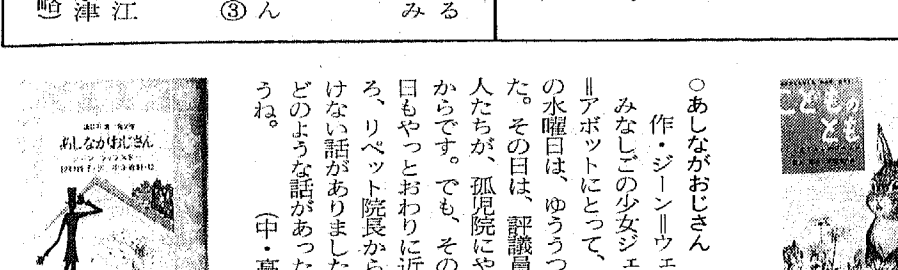 る
み
ん
③
江
津
こどもの
とも
○あしながおじさん
作・ジーン＝ウェ
みなしごの少女ジェ
＝アボットにとって、
の水曜日は、ゆううつ
た。その日は、評議員
人たちが、孤児院にや
からです。でも、その
日もやっとおわりに近
ろ、リペット院長から
けない話がありました
どのような話があった
うね。
（中・高
あしながおじさん